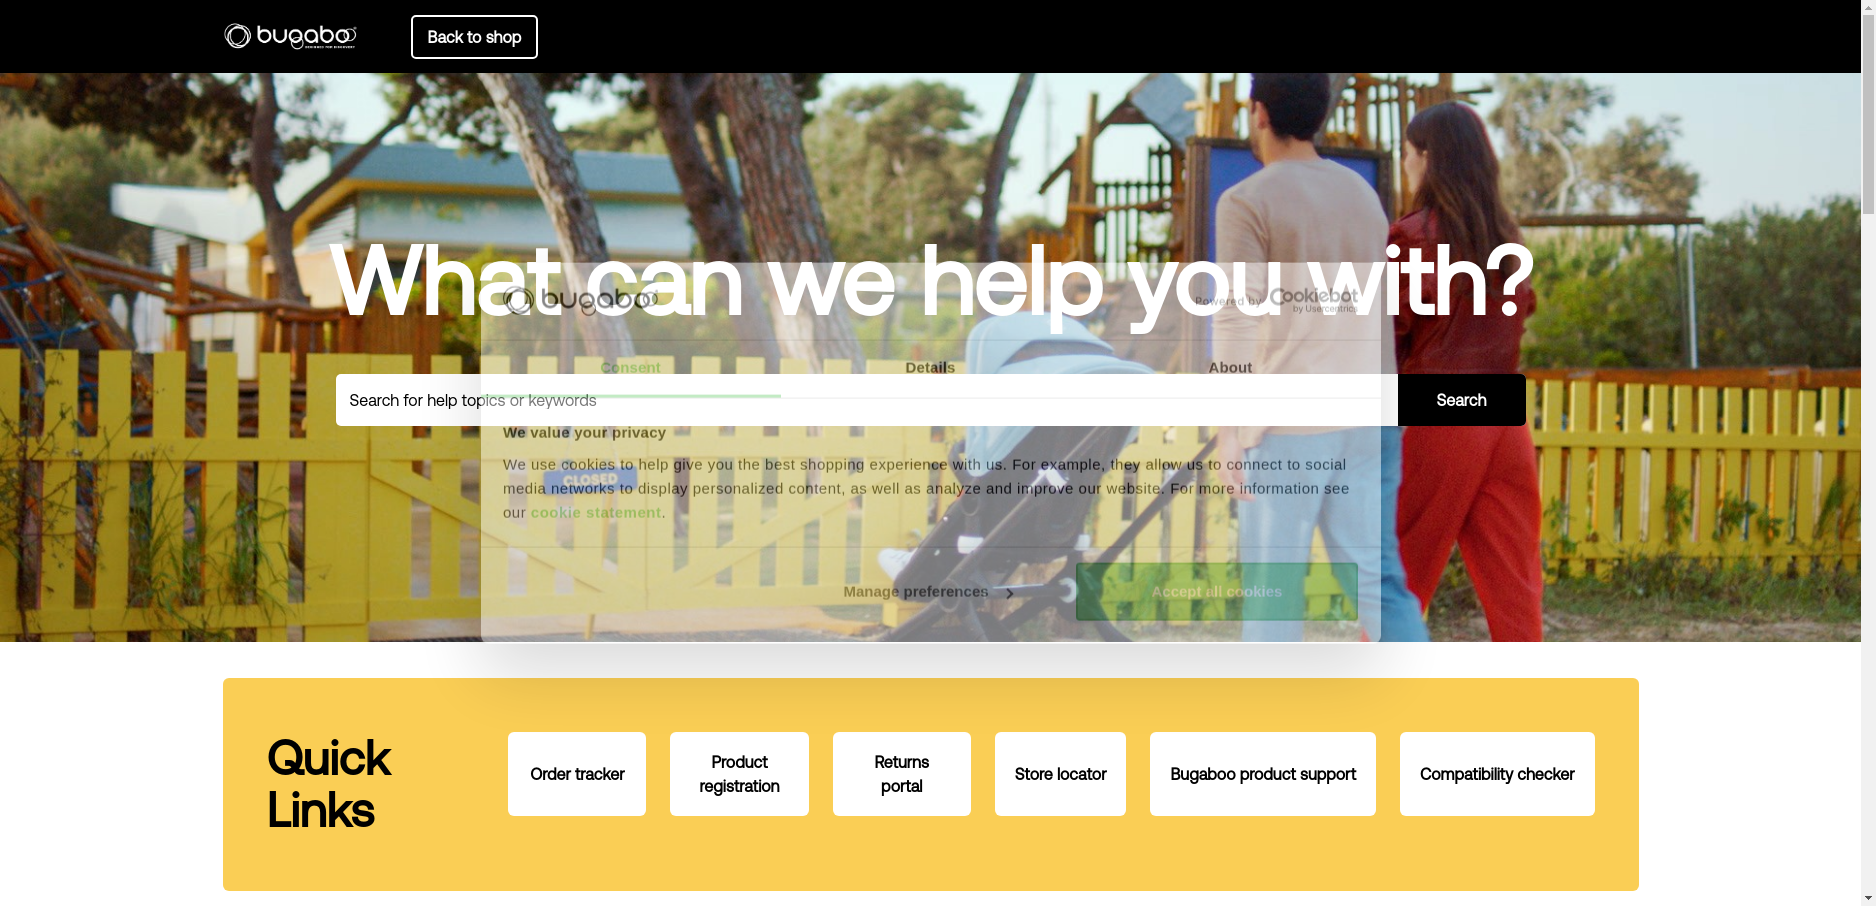 bugaboo
DESIGNED FOR DISCOVERY
Back to shop
What can we help you with?
bugaboo
Powered by Cookiebot
by Usercentrics
Consent
Details
About
Search for help topics or keywords
Search
We value your privacy
We use cookies to help give you the best shopping experience with us. For example, they allow us to connect to social
media networks to display personalized content, as well as analyze and improve our website. For more information see
our cookie statement.
CLOSED
Manage preferences
Accept all cookies
Quick
Links
Order tracker
Product
registration
Returns
portal
Store locator
Bugaboo product support
Compatibility checker